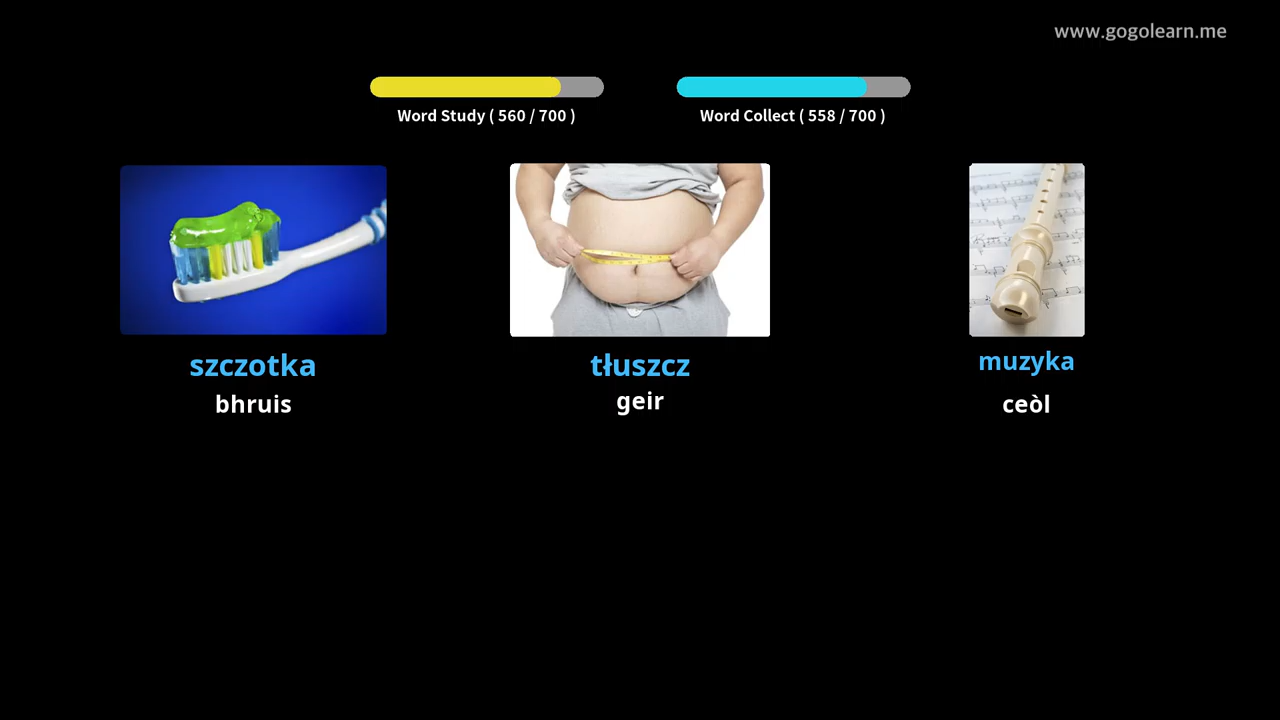 www.gogolearn.me
Word Study ( 560 / 700 )
Word Collect ( 558 / 700 )
szczotka
bhruis
tłuszcz
geir
muzyka
ceòl